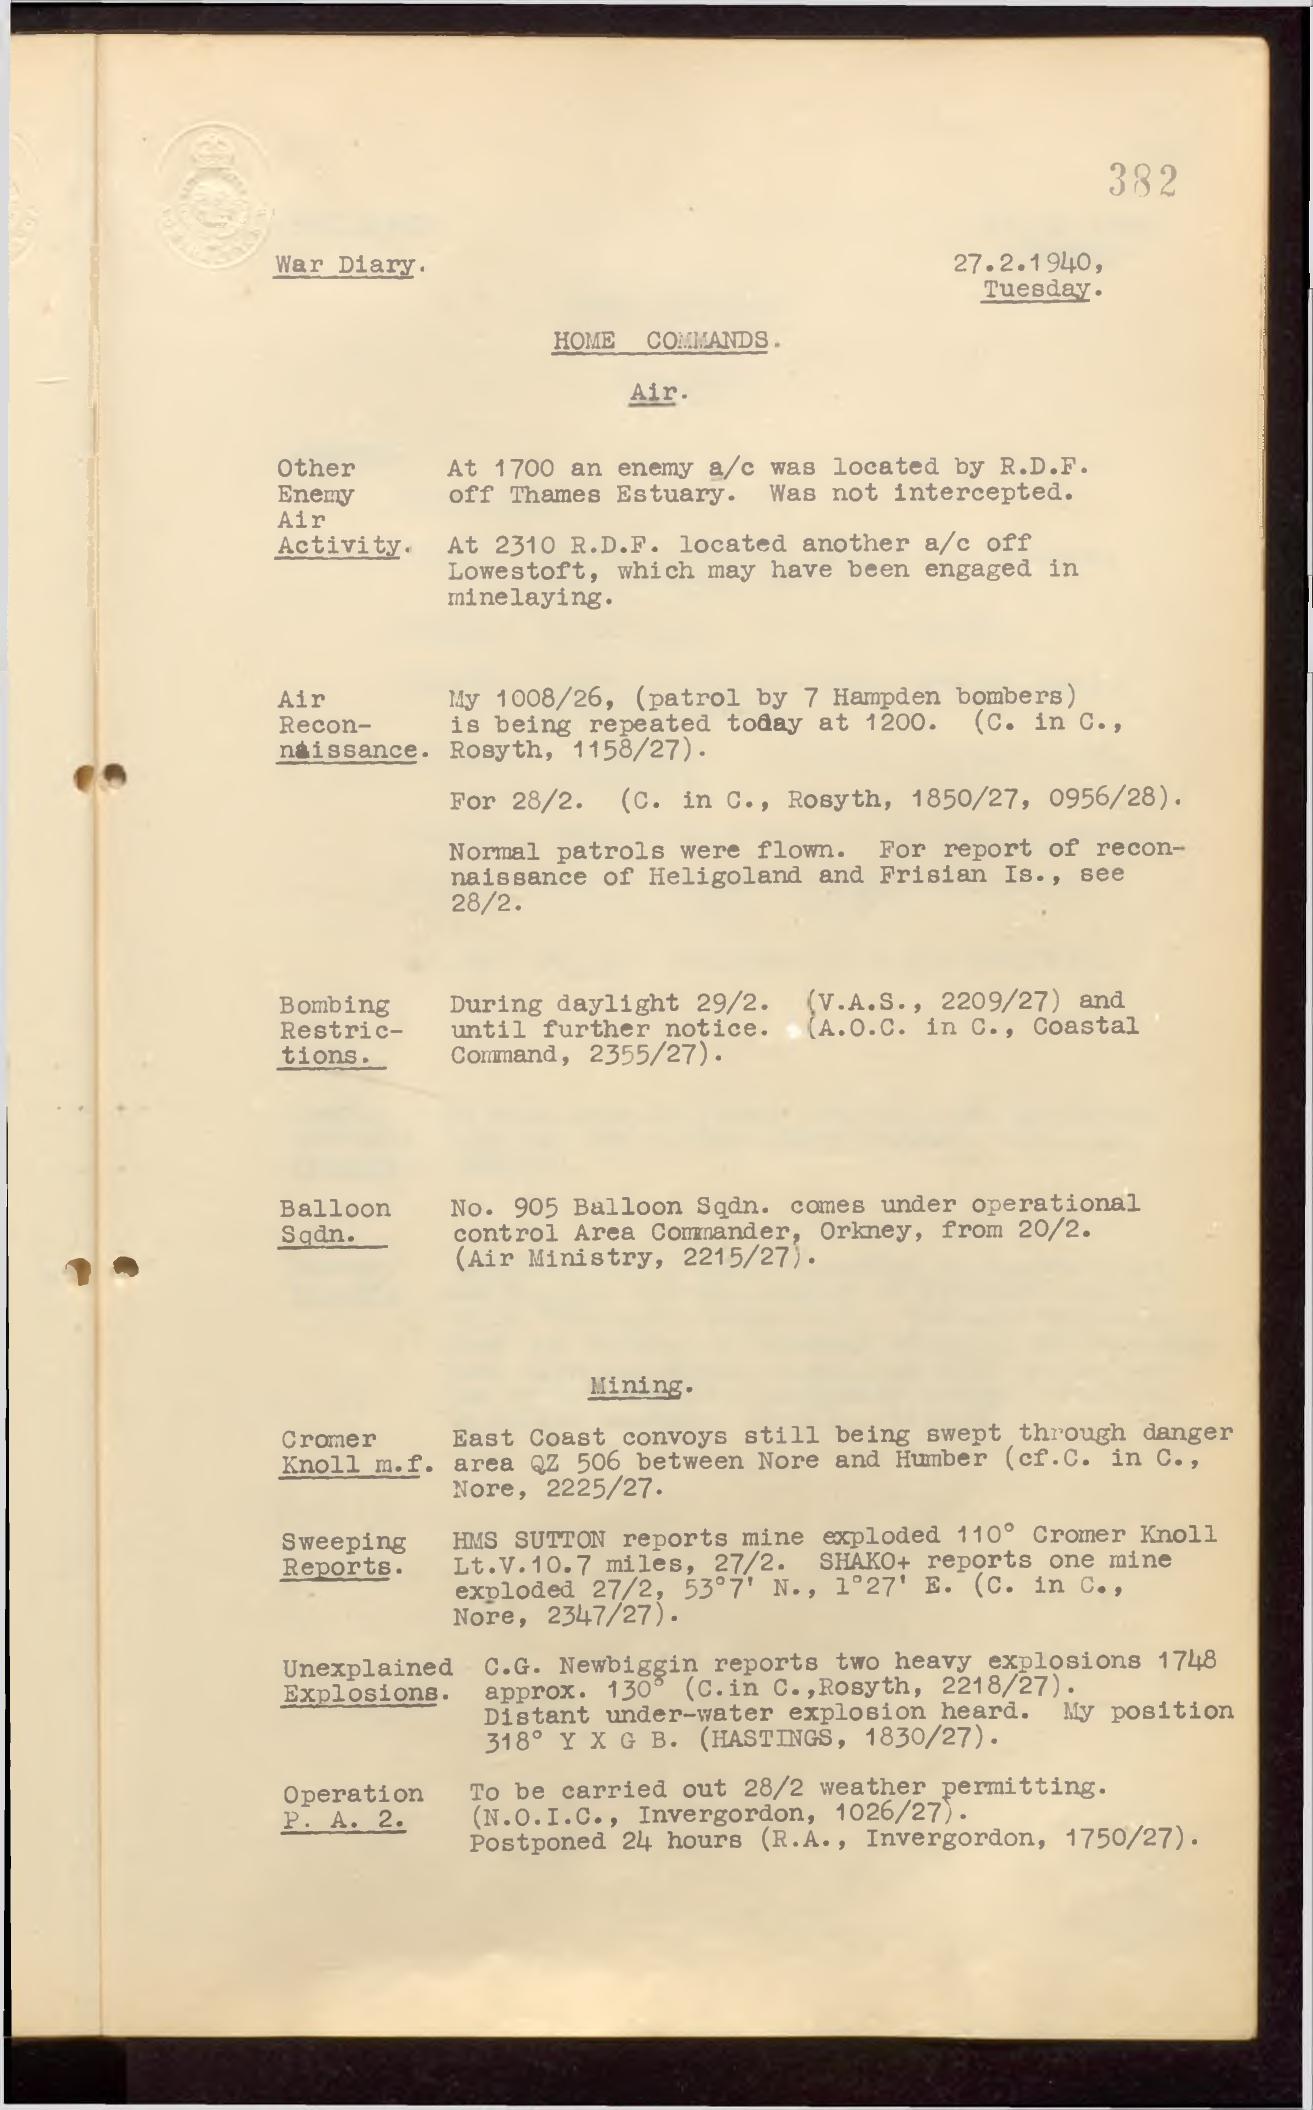 382
War Diary. 27.2.1940,
Tuesday.
HOME COMMANDS.
Air.
Other At 1700 an enemy a/c was located by R.D.F.
Enemy off Thames Estuary. Was not intercepted.
Air
Activity. At 2310 R.D.F. located another a/c off
Lowestoft, which may have been engaged in
minelaying.
Air My 1008/26, (patrol by 7 Hampden bombers)
Recon- is being repeated today at 1200. (C. in C.,
naissance. Rosyth, 1158/27).
For 28/2. (C. in C., Rosyth, 1850/27, 0956/28).
Normal patrols were flown. For report of recon-
naissance of Heligoland and Frisian Is., see
28/2.
Bombing During daylight 29/2. (V.A.S., 2209/27) and
Restric- until further notice. (A.O.C. in C., Coastal
tions. Command, 2355/27).
Balloon No. 905 Balloon Sqdn. comes under operational
Sqdn. control Area Commander, Orkney, from 20/2.
(Air Ministry, 2215/27).
Mining.
Cromer East Coast convoys still being swept through danger
Knoll m.f. area QZ 506 between Nore and Humber (cf.C. in C.,
Nore, 2225/27.
Sweeping HMS SUTTON reports mine exploded 110° Cromer Knoll
Reports. Lt.V.10.7 miles, 27/2. SHAKO+ reports one mine
exploded 27/2, 53°7' N., 1°27' E. (C. in C.,
Nore, 2347/27).
Unexplained C.G. Newbiggin reports two heavy explosions 1748
Explosions. approx. 130° (C.in C.,Rosyth, 2218/27).
Distant under-water explosion heard. My position
318° Y X G B. (HASTINGS, 1830/27).
Operation To be carried out 28/2 weather permitting.
P. A. 2. (N.O.I.C., Invergordon, 1026/27).
Postponed 24 hours (R.A., Invergordon, 1750/27).